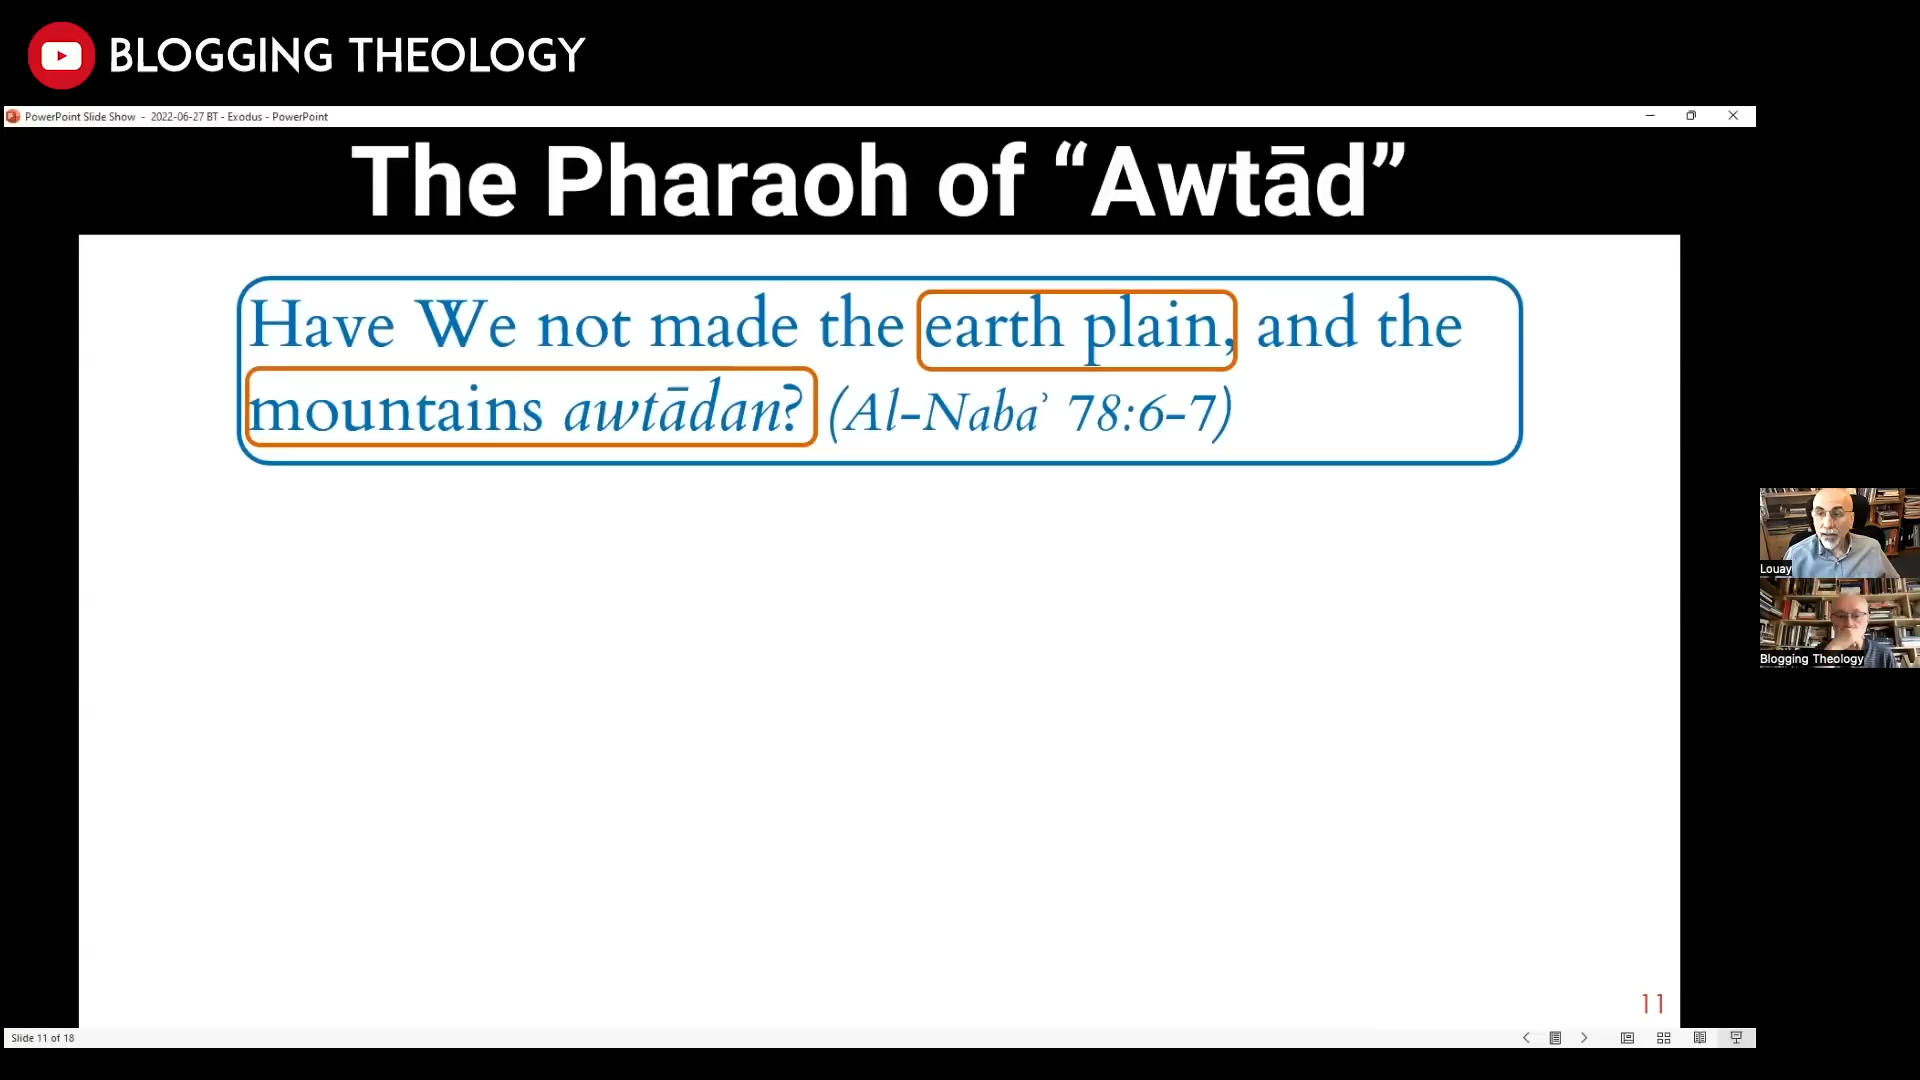 BLOGGING THEOLOGY
PowerPoint Slide Show - 2022-06-27 BT - Exodus - PowerPoint
The Pharaoh of “Awtād”
Have We not made the earth plain, and the
mountains awtādan? (Al-Nabaʾ 78:6-7)
Louay
Blogging Theology
11
Slide 11 of 18